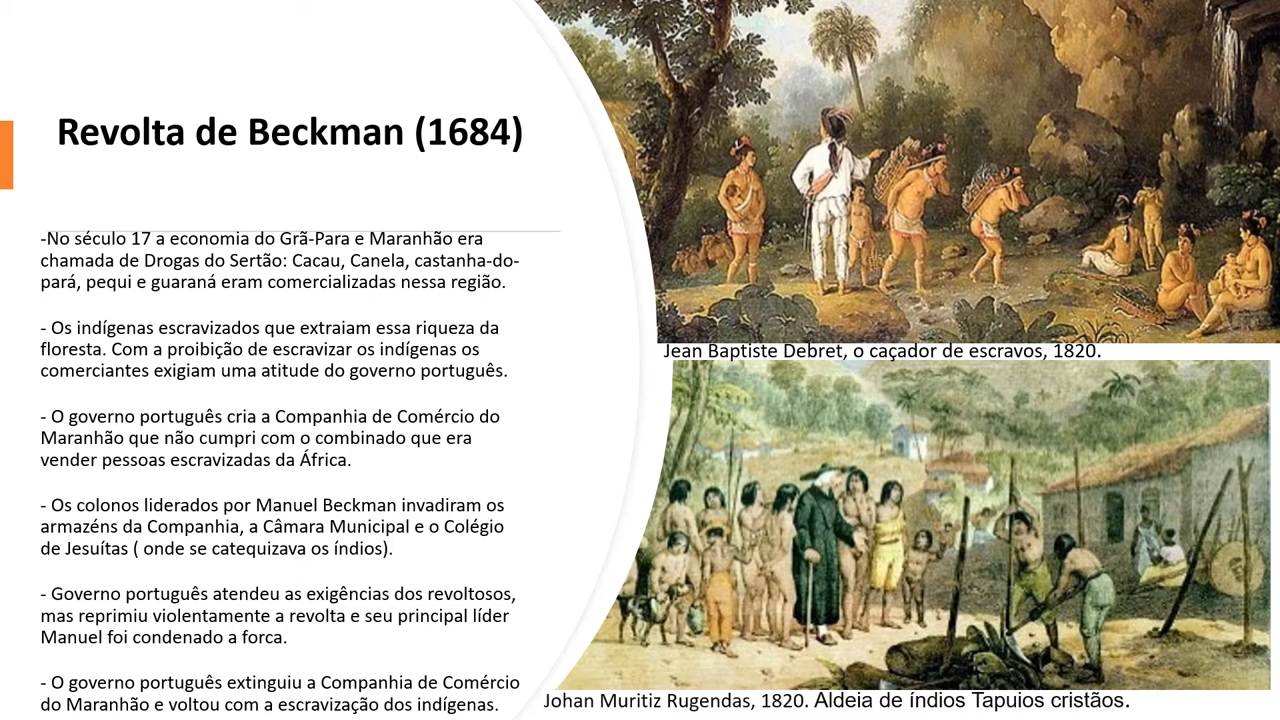 Revolta de Beckman (1684)
-No século 17 a economia do Grã-Para e Maranhão era
chamada de Drogas do Sertão: Cacau, Canela, castanha-do-
pará, pequi e guaraná eram comercializadas nessa região.
- Os indígenas escravizados que extraiam essa riqueza da
floresta. Com a proibição de escravizar os indígenas os
comerciantes exigiam uma atitude do governo português.
- O governo português cria a Companhia de Comércio do
Maranhão que não cumpri com o combinado que era
vender pessoas escravizadas da África.
- Os colonos liderados por Manuel Beckman invadiram os
armazéns da Companhia, a Câmara Municipal e o Colégio
de Jesuítas ( onde se catequizava os índios).
- Governo português atendeu as exigências dos revoltosos,
mas reprimiu violentamente a revolta e seu principal líder
Manuel foi condenado a forca.
- O governo português extinguiu a Companhia de Comércio
do Maranhão e voltou com a escravização dos indígenas.
Jean Baptiste Debret, o caçador de escravos, 1820.
Johan Muritiz Rugendas, 1820. Aldeia de índios Tapuios cristãos.